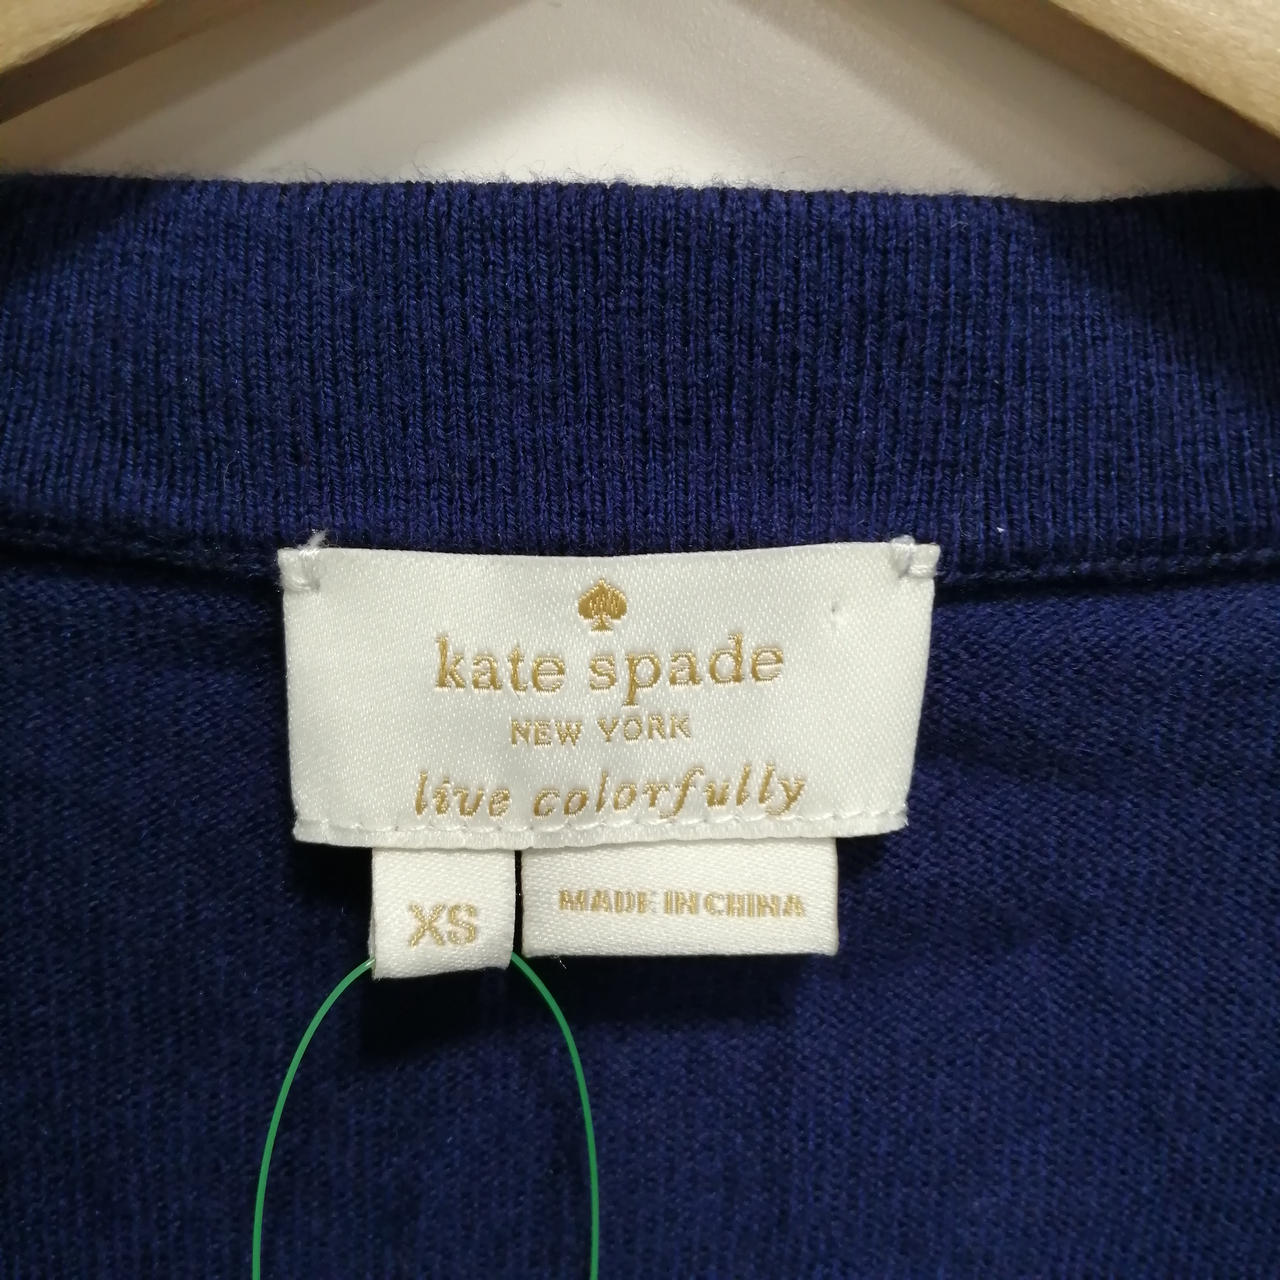 kate spade
NEW YORK
live colorfully
XS
MADE IN CHINA